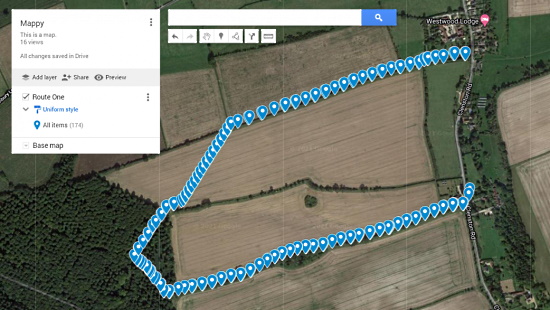 Mappy
This is a map.
16 views
All changes saved in Drive
Add layer
Share
Preview
Route One
Uniform style
All items (174)
Base map
Westwood Lodge